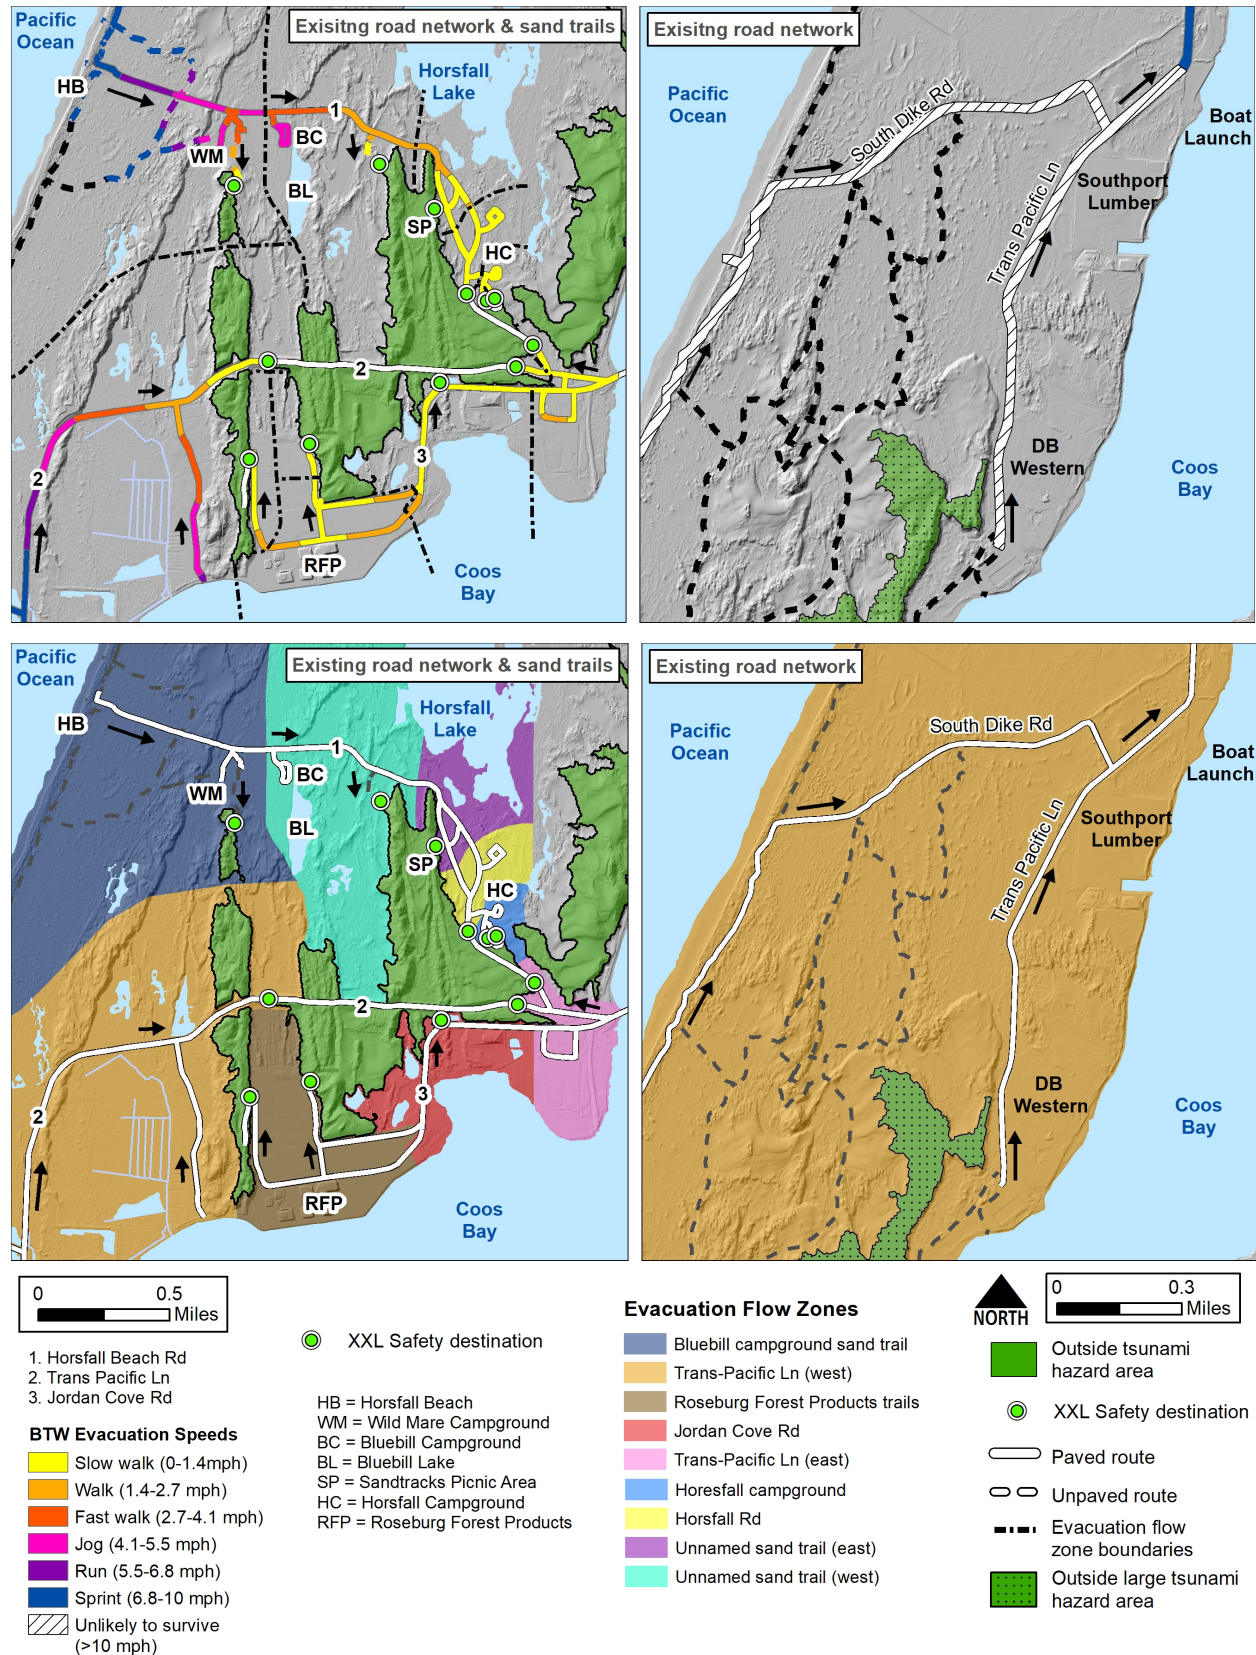 Pacific
Ocean
Exisitng road network & sand trails
HB
Horsfall
Lake
1
BC
WM
BL
SP
HC
2
2
3
RFP
Coos
Bay
Exisitng road network
Pacific
Ocean
South Dike Rd
Boat
Launch
Trans Pacific Ln
Southport
Lumber
DB
Western
Coos
Bay
Pacific
Ocean
Existing road network & sand trails
HB
Horsfall
Lake
1
BC
WM
BL
SP
HC
2
2
3
RFP
Coos
Bay
Existing road network
Pacific
Ocean
South Dike Rd
Boat
Launch
Trans Pacific Ln
Southport
Lumber
DB
Western
Coos
Bay
0 0.5
Miles
1. Horsfall Beach Rd
2. Trans Pacific Ln
3. Jordan Cove Rd
BTW Evacuation Speeds
Slow walk (0-1.4mph)
Walk (1.4-2.7 mph)
Fast walk (2.7-4.1 mph)
Jog (4.1-5.5 mph)
Run (5.5-6.8 mph)
Sprint (6.8-10 mph)
Unlikely to survive
(>10 mph)
XXL Safety destination
HB = Horfall Beach
WM = Wild Mare Campground
BC = Bluebill Campground
BL = Bluebill Lake
SP = Sandtracks Picnic Area
HC = Horsfall Campground
RFP = Roseburg Forest Products
Evacuation Flow Zones
Bluebill campground sand trail
Trans-Pacific Ln (west)
Roseburg Forest Products trails
Jordan Cove Rd
Trans-Pacific Ln (east)
Horesfall campground
Horsfall Rd
Unnamed sand trail (east)
Unnamed sand trail (west)
NORTH
0 0.3
Miles
Outside tsunami
hazard area
XXL Safety destination
Paved route
Unpaved route
Evacuation flow
zone boundaries
Outside large tsunami
hazard area